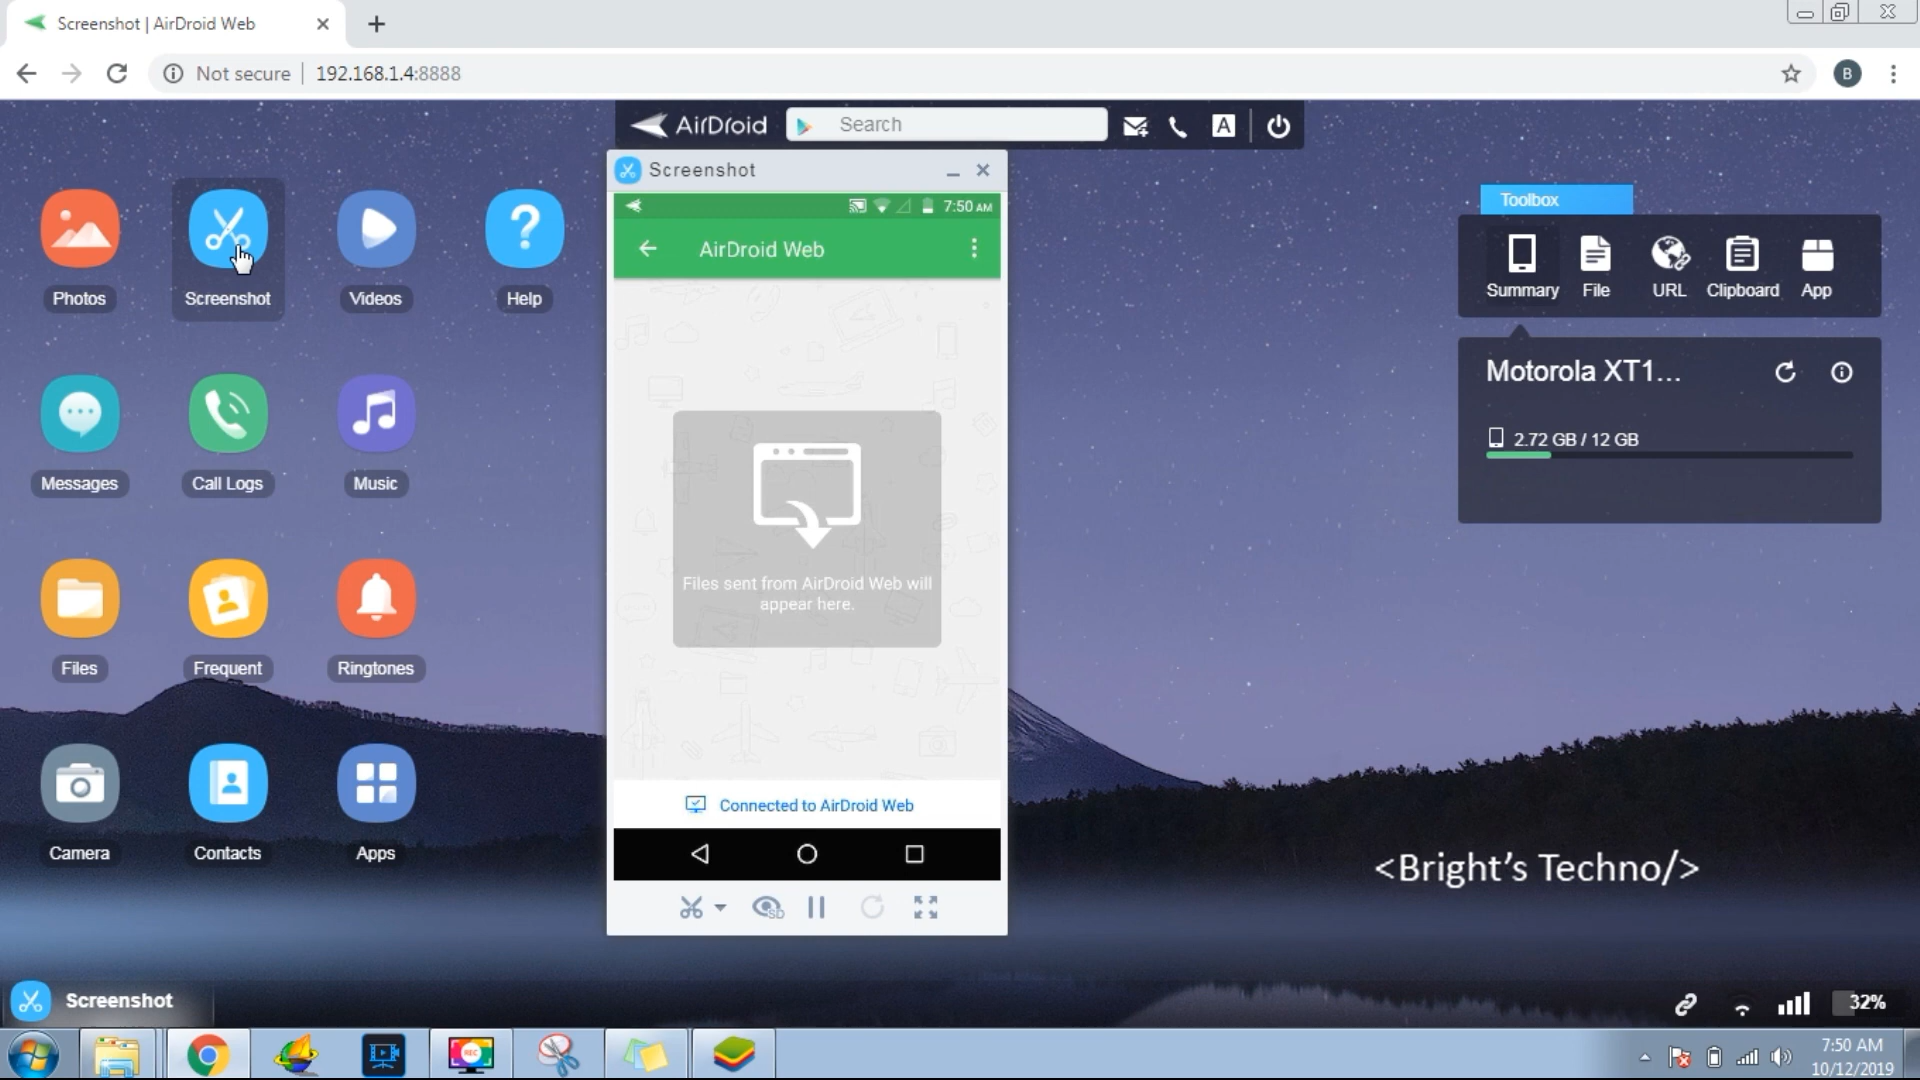 Screenshot | AirDroid Web
Not secure
192.168.1.4:8888
B
AirDroid
Search
A
Screenshot
7:50 AM
AirDroid Web
Files sent from AirDroid Web will
appear here.
Connected to AirDroid Web
SD
Photos
Screenshot
Videos
Help
Messages
Call Logs
Music
Files
Frequent
Ringtones
Camera
Contacts
Apps
Toolbox
Summary
File
URL
Clipboard
App
Motorola XT1...
2.72 GB / 12 GB
<Bright's Techno/>
Screenshot
32%
REC
7:50 AM
10/12/2019